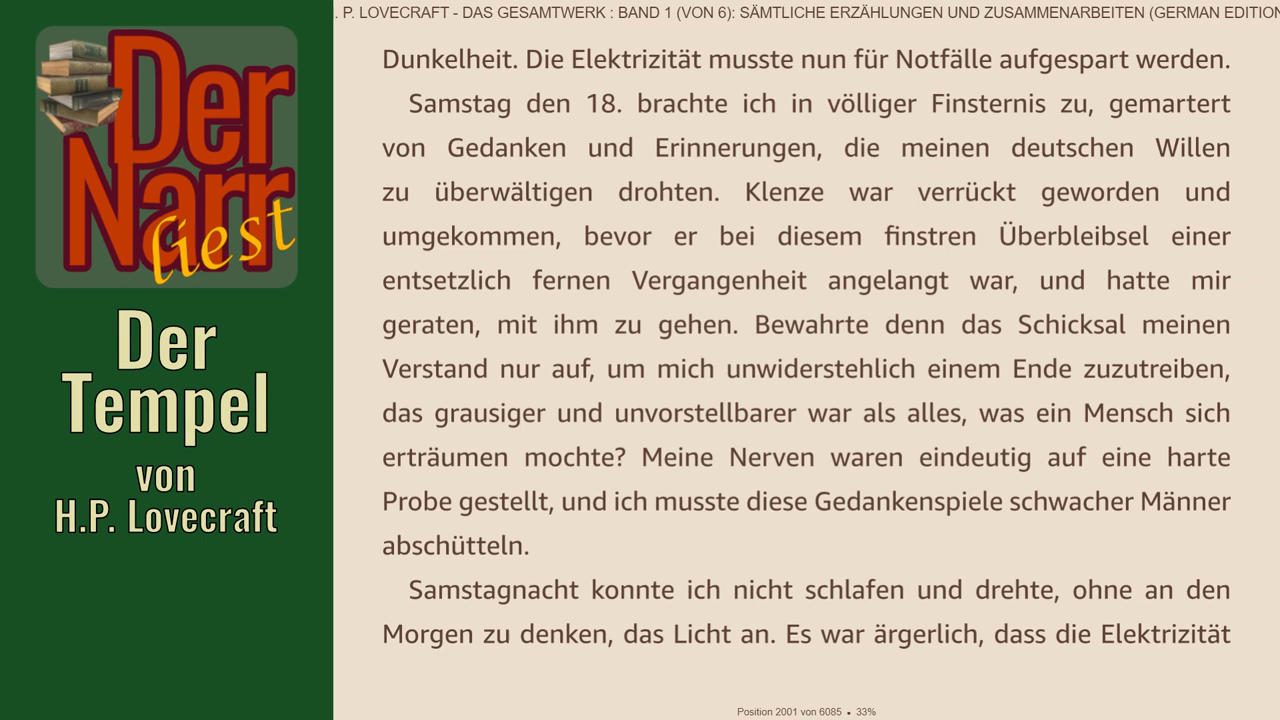 Der
Narr
liest
Der
Tempel
von
H.P. Lovecraft
. P. LOVECRAFT - DAS GESAMTWERK : BAND 1 (VON 6): SÄMTLICHE ERZÄHLUNGEN UND ZUSAMMENARBEITEN (GERMAN EDITION
Dunkelheit. Die Elektrizität musste nun für Notfälle aufgespart werden.
Samstag den 18. brachte ich in völliger Finsternis zu, gemartert
von Gedanken und Erinnerungen, die meinen deutschen Willen
zu überwältigen drohten. Klenze war verrückt geworden und
umgekommen, bevor er bei diesem finstren Überbleibsel einer
entsetzlich fernen Vergangenheit angelangt war, und hatte mir
geraten, mit ihm zu gehen. Bewahrte denn das Schicksal meinen
Verstand nur auf, um mich unwiderstehlich einem Ende zuzutreiben,
das grausiger und unvorstellbarer war als alles, was ein Mensch sich
erträumen mochte? Meine Nerven waren eindeutig auf eine harte
Probe gestellt, und ich musste diese Gedankenspiele schwacher Männer
abschütteln.
Samstagnacht konnte ich nicht schlafen und drehte, ohne an den
Morgen zu denken, das Licht an. Es war ärgerlich, dass die Elektrizität
Position 2001 von 6085 • 33%